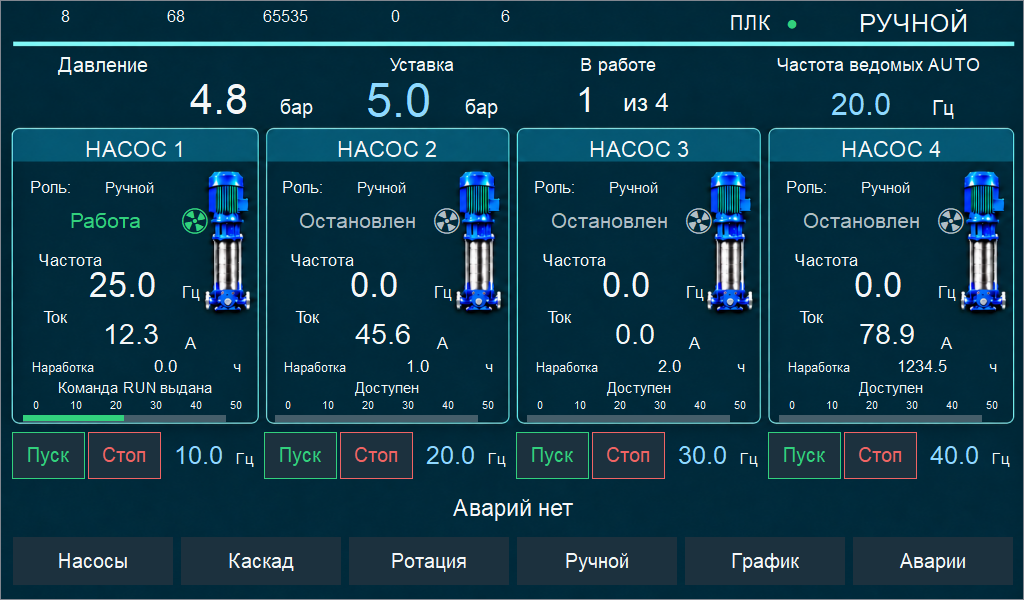 8 68 65535 0 6
ПЛК РУЧНОЙ
Давление Уставка В работе Частота ведомых AUTO
4.8 бар 5.0 бар 1 из 4 20.0 Гц
НАСОС 1 НАСОС 2 НАСОС 3 НАСОС 4
Роль: Ручной Роль: Ручной Роль: Ручной Роль: Ручной
Работа Остановлен Остановлен Остановлен
Частота Частота Частота Частота
25.0 Гц 0.0 Гц 0.0 Гц 0.0 Гц
Ток Ток Ток Ток
12.3 А 45.6 А 0.0 А 78.9 А
Наработка 0.0 ч Наработка 1.0 ч Наработка 2.0 ч Наработка 1234.5 ч
Команда RUN выдана Доступен Доступен Доступен
0 10 20 30 40 50 0 10 20 30 40 50 0 10 20 30 40 50 0 10 20 30 40 50
Пуск Стоп 10.0 Гц Пуск Стоп 20.0 Гц Пуск Стоп 30.0 Гц Пуск Стоп 40.0 Гц
Аварий нет
Насосы Каскад Ротация Ручной График Аварии